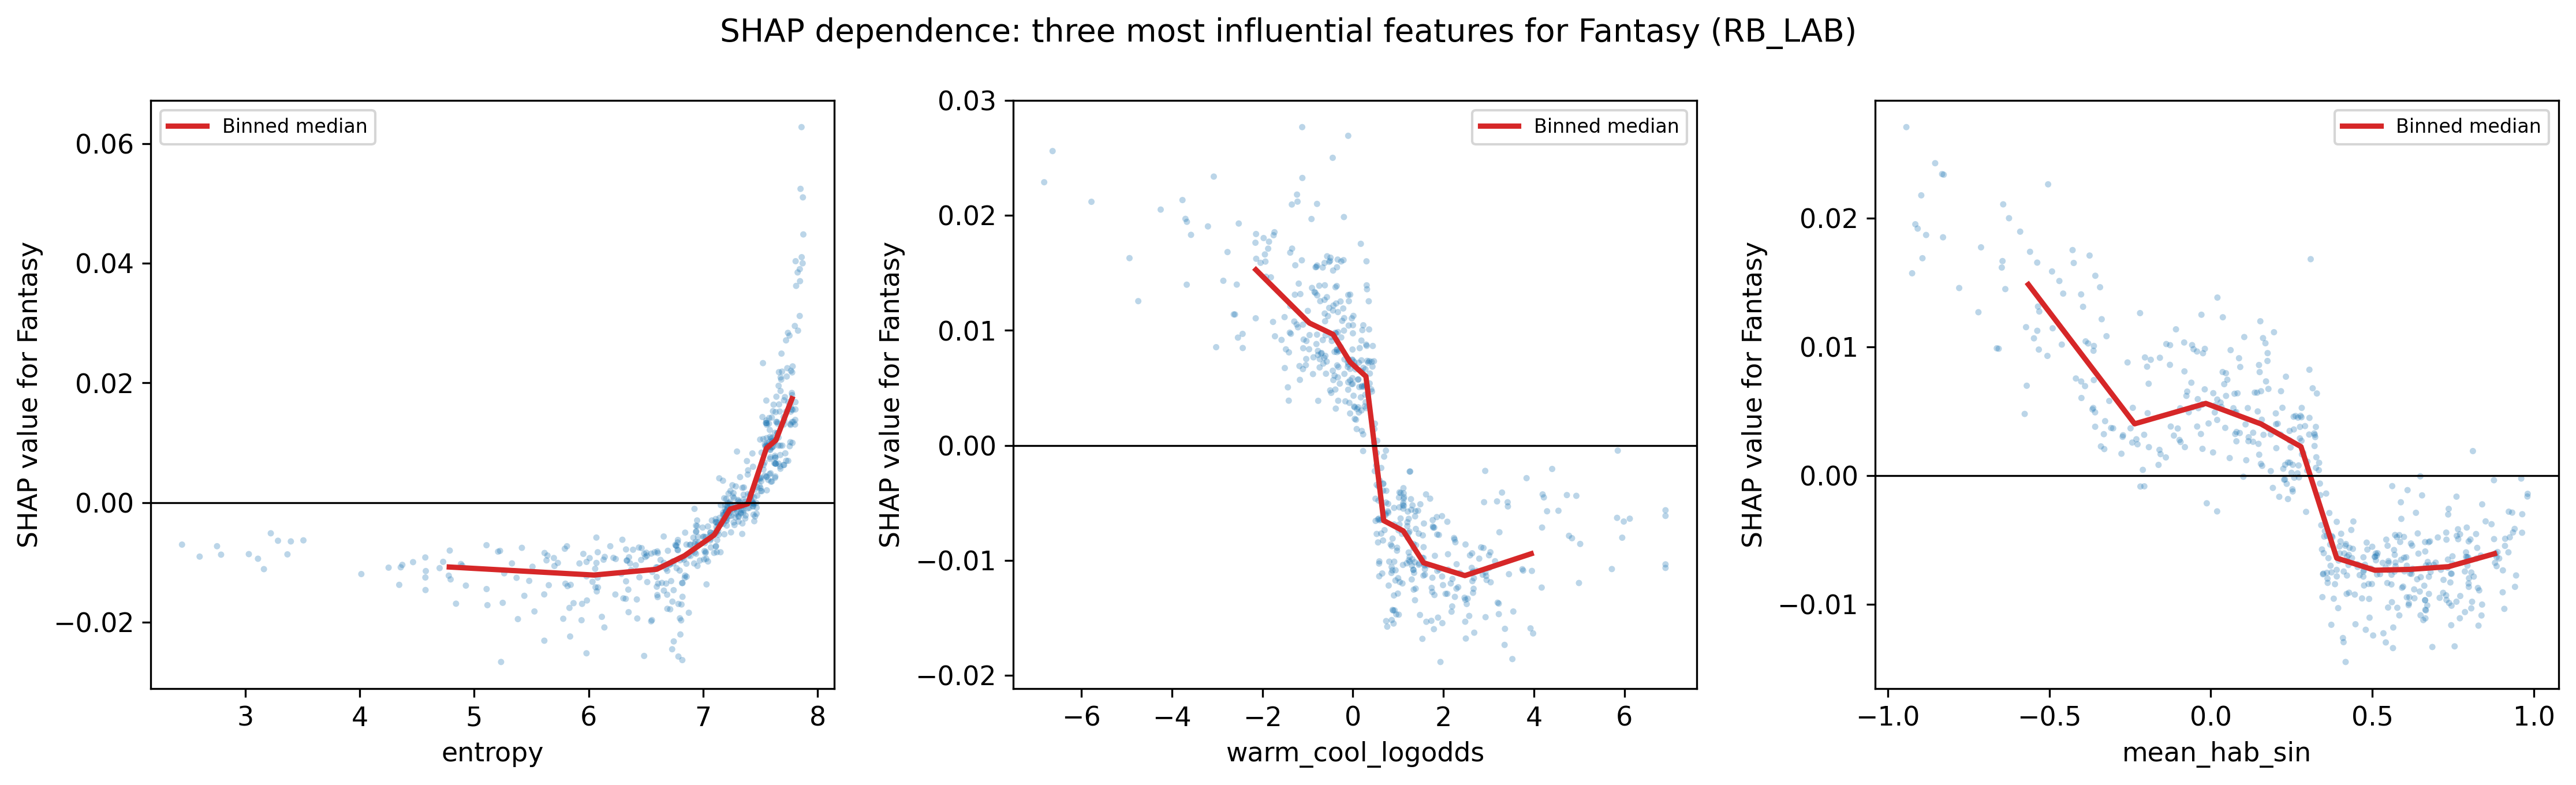 SHAP dependence: three most influential features for Fantasy (RB_LAB)
SHAP value for Fantasy
0.06
0.04
0.02
0.00
−0.02
Binned median
3 4 5 6 7 8
entropy
SHAP value for Fantasy
0.03
0.02
0.01
0.00
−0.01
−0.02
Binned median
−6 −4 −2 0 2 4 6
warm_cool_logodds
SHAP value for Fantasy
0.02
0.01
0.00
−0.01
Binned median
−1.0 −0.5 0.0 0.5 1.0
mean_hab_sin